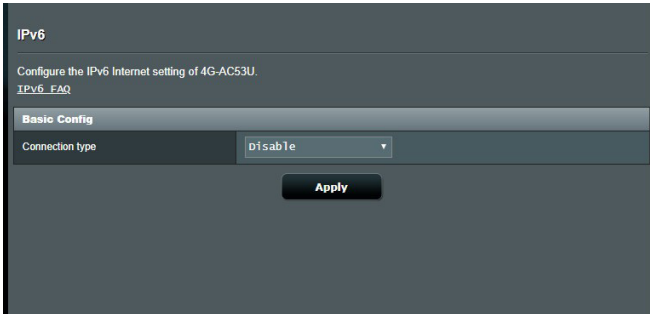 IPv6
Configure the IPv6 Internet setting of 4G-AC53U.
IPv6 FAQ
Basic Config
Connection type
Disable
Apply